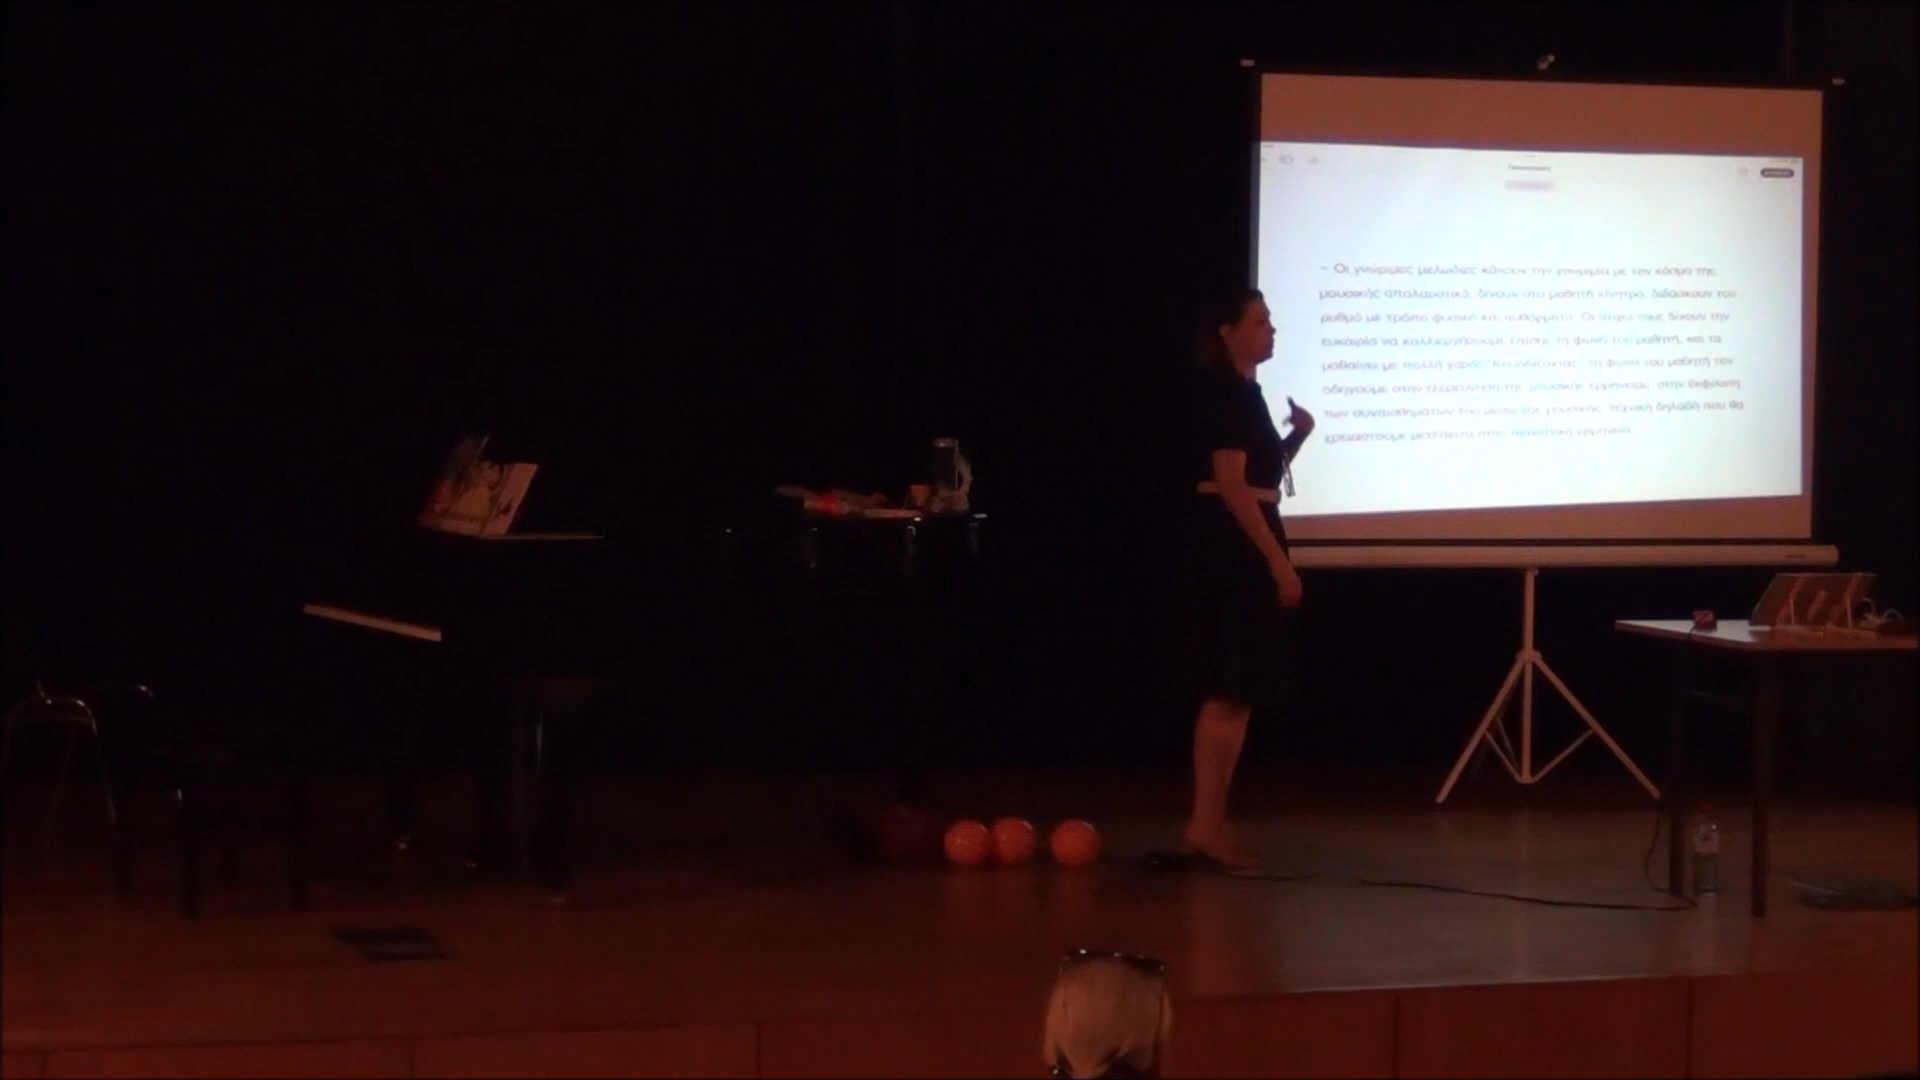 - Οι γνώριμες μελωδίες κάνουν την γνωριμία με τον κόσμο της
μουσικής απολαυστικό, δίνουν στο μαθητή κίνητρο, διδάσκουν τον
ρυθμό με τρόπο φυσικό και αυθόρμητο. Οι στίχοι τους δίνουν την
ευκαιρία να καλλιεργήσουμε επίσης τη φωνή του μαθητή, και τα
μαθαίνει με πολλή χαρά! "Κουρδίζοντας" τη φωνή του μαθητή τον
οδηγούμε στην εξερεύνηση της μουσικής ερμηνείας, στην έκφραση
των συναισθημάτων του μέσω της μουσικής, τεχνική δηλαδή που θα
χρειαστούμε μετέπειτα στην πιανιστική ερμηνεία.